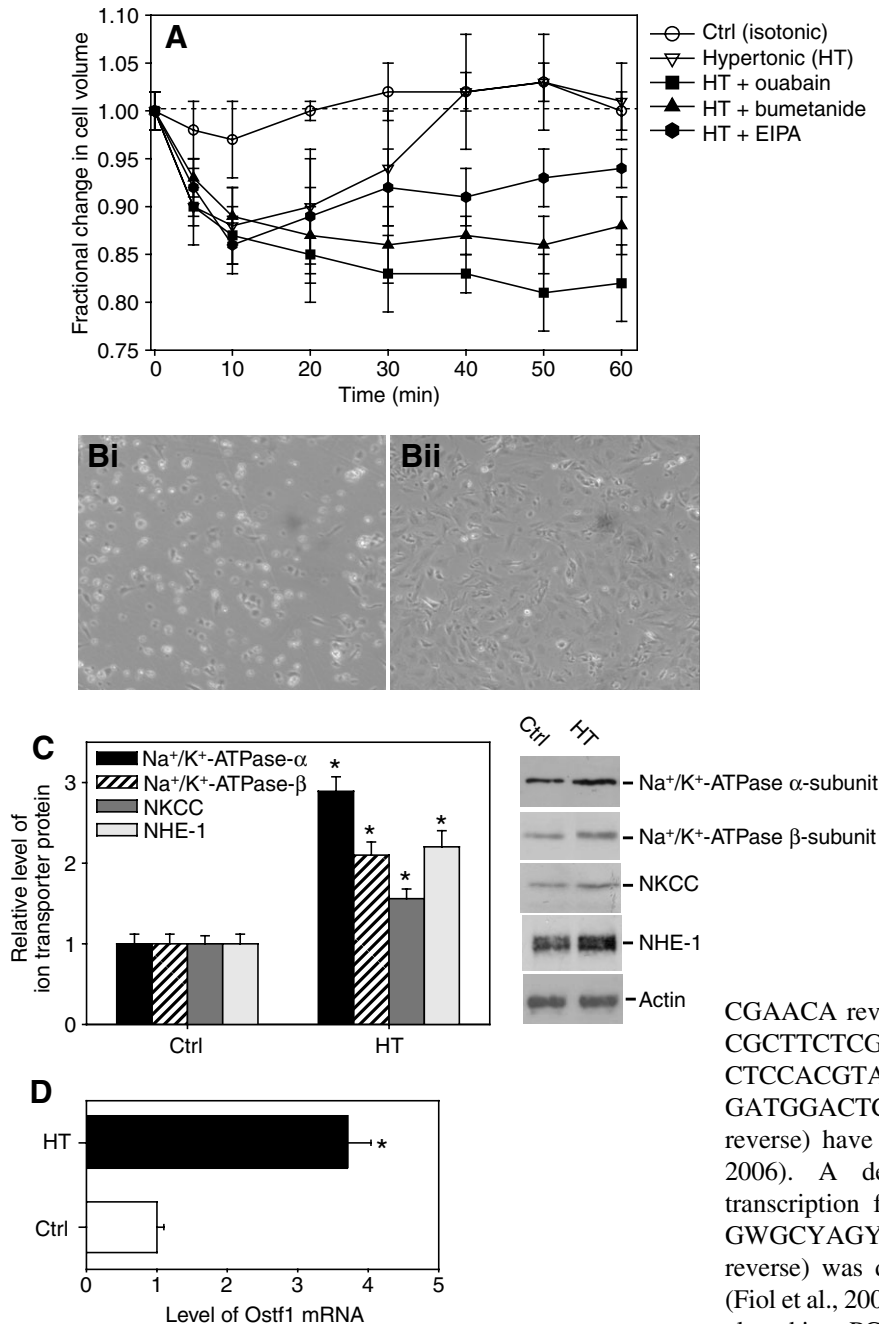 A
1.10
1.05
1.00
0.95
0.90
0.85
0.80
0.75
Fractional change in cell volume
0 10 20 30 40 50 60
Time (min)
Ctrl (isotonic)
Hypertonic (HT)
HT + ouabain
HT + bumetanide
HT + EIPA
Bi
Bii
C
Na⁺/K⁺-ATPase-α
Na⁺/K⁺-ATPase-β
NKCC
NHE-1
3
2
1
0
Relative level of
ion transporter protein
* * * *
Ctrl HT
Ctrl HT
Na⁺/K⁺-ATPase α-subunit
Na⁺/K⁺-ATPase β-subunit
NKCC
NHE-1
Actin
D
HT
*
Ctrl
0 1 2 3 4 5
Level of Ostf1 mRNA
CGAACA rev
CGCTTCTCG
CTCCACGTA
GATGGACTC
reverse) have
2006). A de
transcription f
GWGCYAGY
reverse) was
(Fiol et al., 200